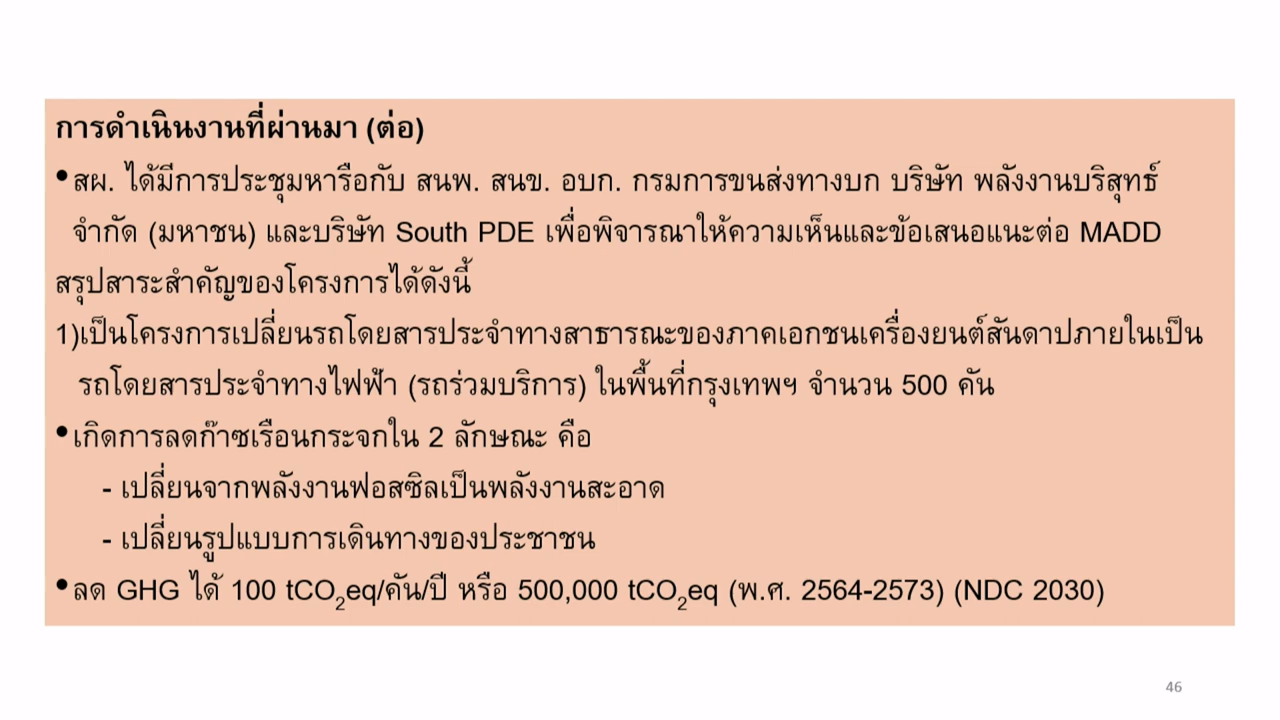 การดำเนินงานที่ผ่านมา (ต่อ)
•สผ. ได้มีการประชุมหารือกับ สนพ. สนข. อบก. กรมการขนส่งทางบก บริษัท พลังงานบริสุทธ์
จำกัด (มหาชน) และบริษัท South PDE เพื่อพิจารณาให้ความเห็นและข้อเสนอแนะต่อ MADD
สรุปสาระสำคัญของโครงการได้ดังนี้
1)เป็นโครงการเปลี่ยนรถโดยสารประจำทางสาธารณะของภาคเอกชนเครื่องยนต์สันดาปภายในเป็น
รถโดยสารประจำทางไฟฟ้า (รถร่วมบริการ) ในพื้นที่กรุงเทพฯ จำนวน 500 คัน
•เกิดการลดก๊าซเรือนกระจกใน 2 ลักษณะ คือ
- เปลี่ยนจากพลังงานฟอสซิลเป็นพลังงานสะอาด
- เปลี่ยนรูปแบบการเดินทางของประชาชน
•ลด GHG ได้ 100 tCO₂eq/คัน/ปี หรือ 500,000 tCO₂eq (พ.ศ. 2564-2573) (NDC 2030)
46